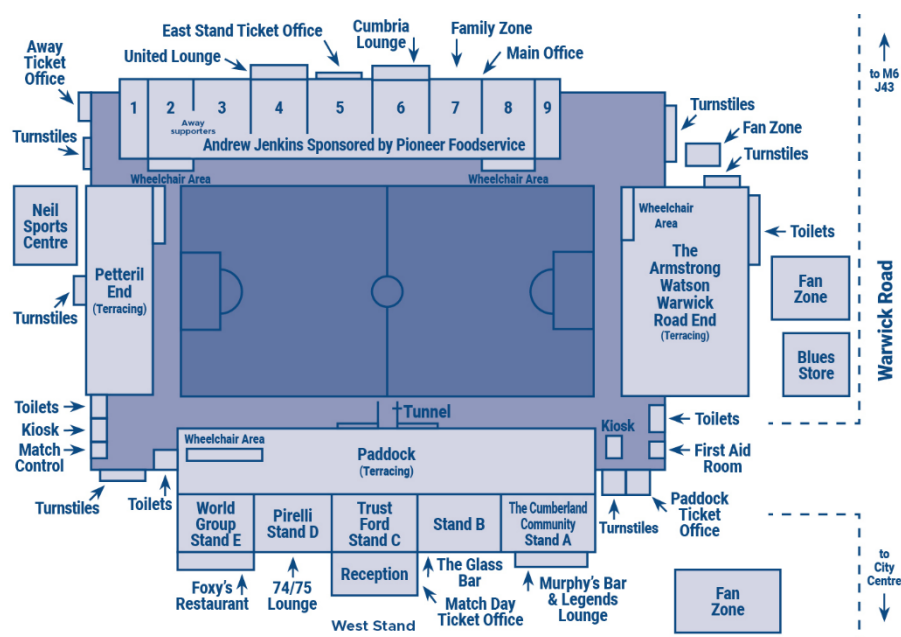 Away
Ticket
Office
United Lounge
East Stand Ticket Office
Cumbria
Lounge
Family Zone
Main Office
to M6
J43
1
2
3
4
5
6
7
8
9
Away
supporters
Andrew Jenkins Sponsored by Pioneer Foodservice
Turnstiles
Turnstiles
Fan Zone
Turnstiles
Wheelchair Area
Wheelchair Area
Neil
Sports
Centre
Petteril
End
(Terracing)
Turnstiles
Wheelchair
Area
The
Armstrong
Watson
Warwick
Road End
(Terracing)
Toilets
Fan
Zone
Blues
Store
Warwick Road
Toilets
Kiosk
Match
Control
Turnstiles
Toilets
Tunnel
Wheelchair Area
Paddock
(Terracing)
Kiosk
Toilets
First Aid
Room
Turnstiles
Paddock
Ticket
Office
World
Group
Stand E
Pirelli
Stand D
Trust
Ford
Stand C
Stand B
The Cumberland
Community
Stand A
Foxy's
Restaurant
74/75
Lounge
Reception
The Glass
Bar
Match Day
Ticket Office
Murphy's Bar
& Legends
Lounge
West Stand
Fan
Zone
to
City
Centre